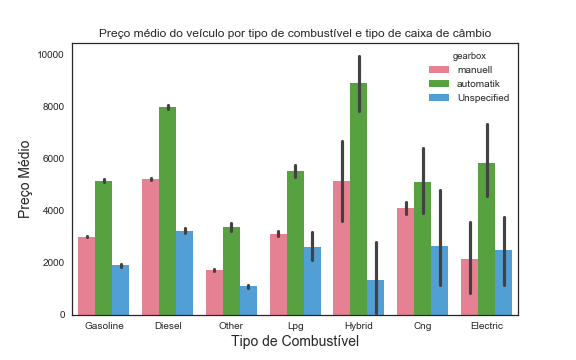 Preço médio do veículo por tipo de combustível e tipo de caixa de câmbio
gearbox
manuell
automatik
Unspecified
Preço Médio
10000
8000
6000
4000
2000
0
Gasoline Diesel Other Lpg Hybrid Cng Electric
Tipo de Combustível